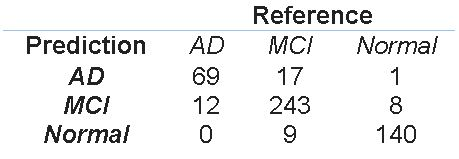 Reference
Prediction AD MCI Normal
AD 69 17 1
MCI 12 243 8
Normal 0 9 140